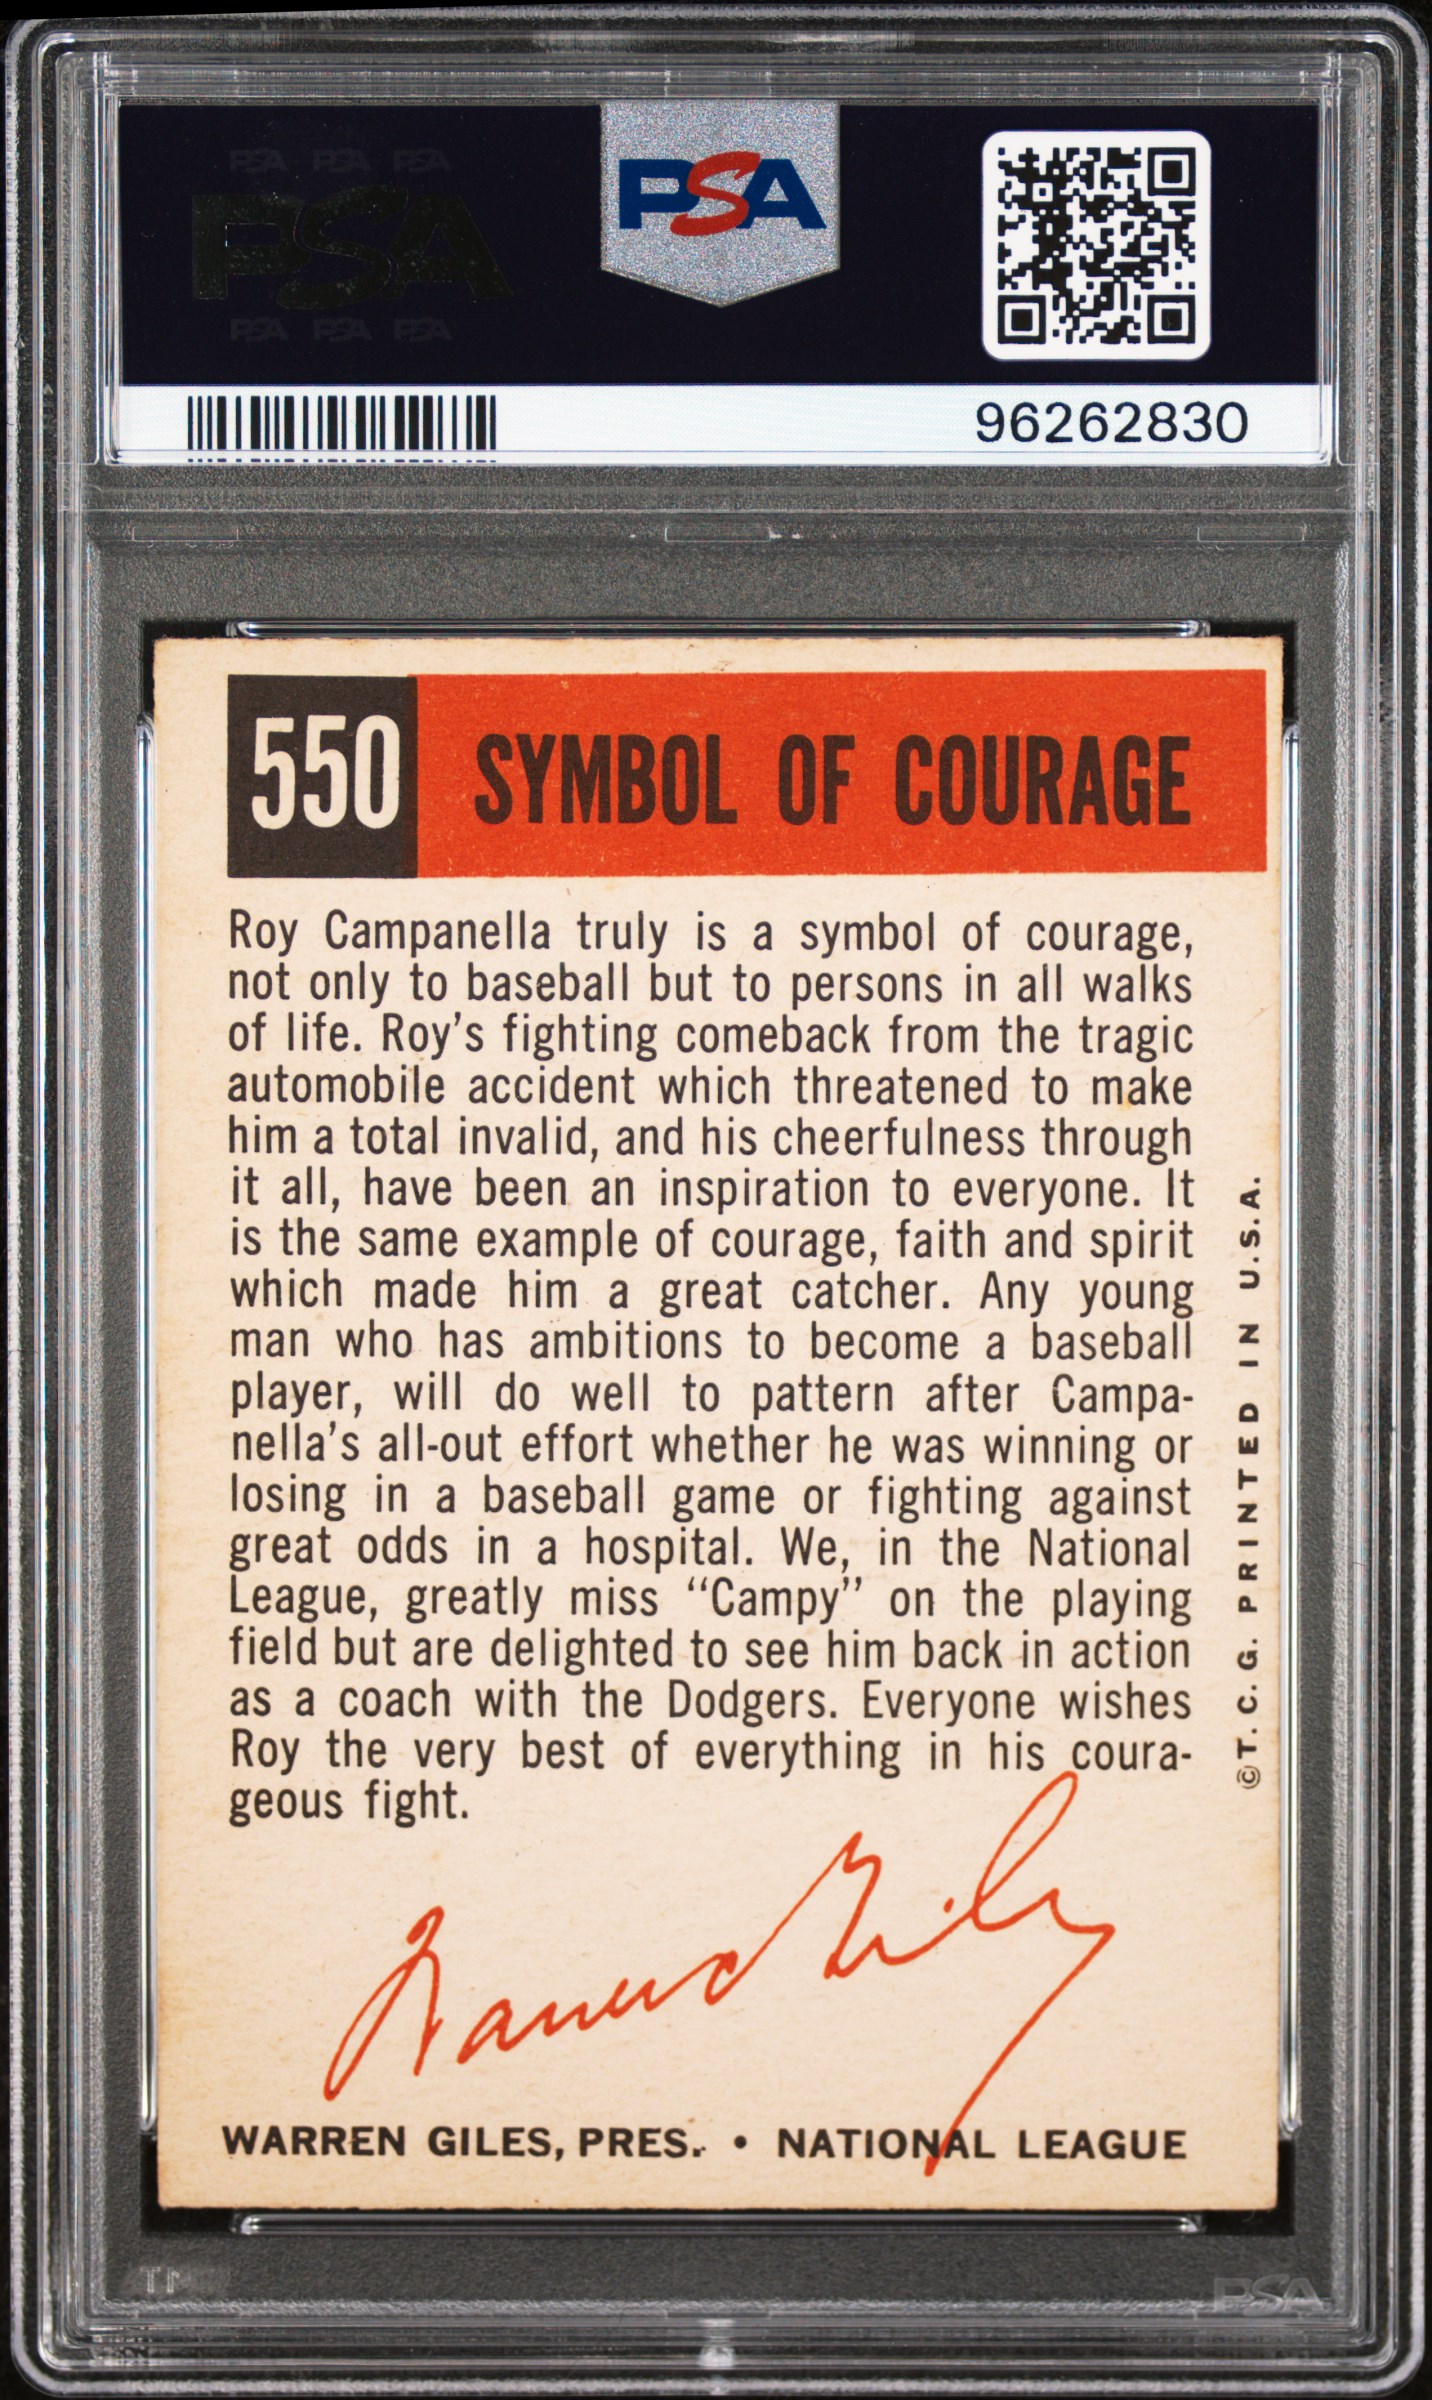 PSA PSA PSA
PSA
PSA PSA PSA
PSA
96262830
550 SYMBOL OF COURAGE
Roy Campanella truly is a symbol of courage,
not only to baseball but to persons in all walks
of life. Roy's fighting comeback from the tragic
automobile accident which threatened to make
him a total invalid, and his cheerfulness through
it all, have been an inspiration to everyone. It
is the same example of courage, faith and spirit
which made him a great catcher. Any young
man who has ambitions to become a baseball
player, will do well to pattern after Campa-
nella's all-out effort whether he was winning or
losing in a baseball game or fighting against
great odds in a hospital. We, in the National
League, greatly miss “Campy” on the playing
field but are delighted to see him back in action
as a coach with the Dodgers. Everyone wishes
Roy the very best of everything in his coura-
geous fight.
Warren Giles
WARREN GILES, PRES. • NATIONAL LEAGUE
©T. C. G. PRINTED IN U.S.A.
PSA